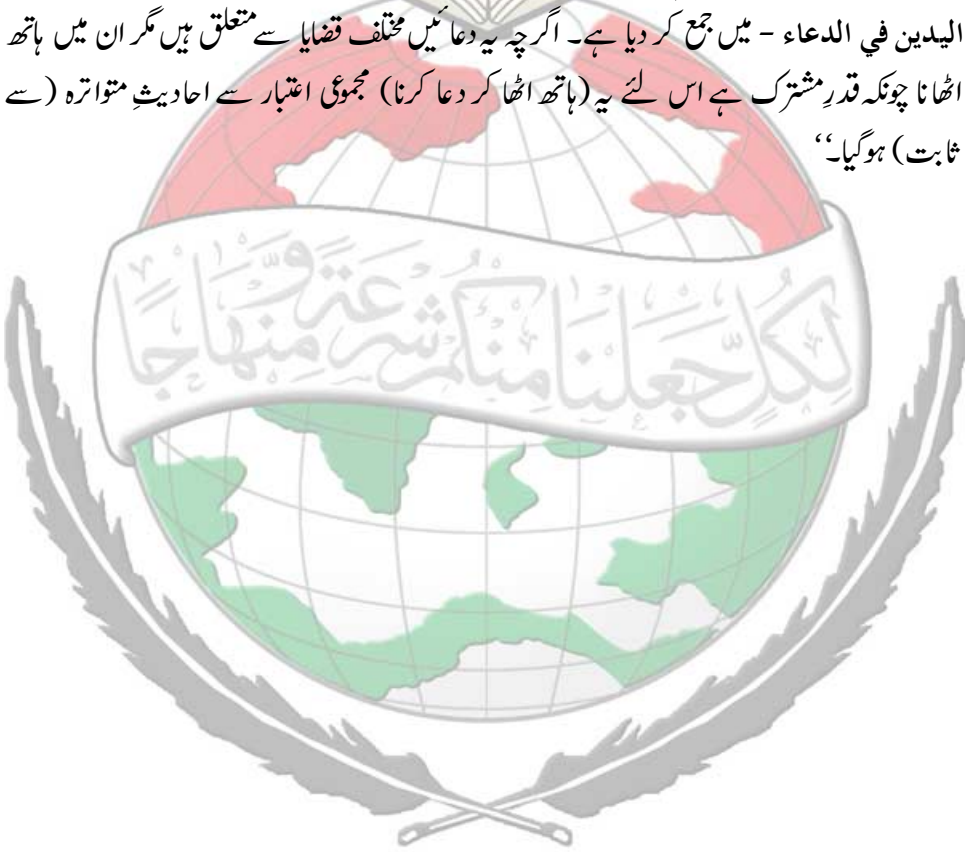 اليدين في الدعاء - میں جمع کر دیا ہے۔ اگرچہ یہ دعائیں مختلف قضایا سے متعلق ہیں مگر ان میں ہاتھ
اٹھانا چونکہ قدرِ مشترک ہے اس لئے یہ (ہاتھ اٹھا کر دعا کرنا) مجموعی اعتبار سے احادیثِ متواترہ (سے
ثابت) ہوگیا۔‘‘
لِكُلٍّ جَعَلْنَا مِنْكُمْ شِرْعَةً وَّمِنْهَاجًا